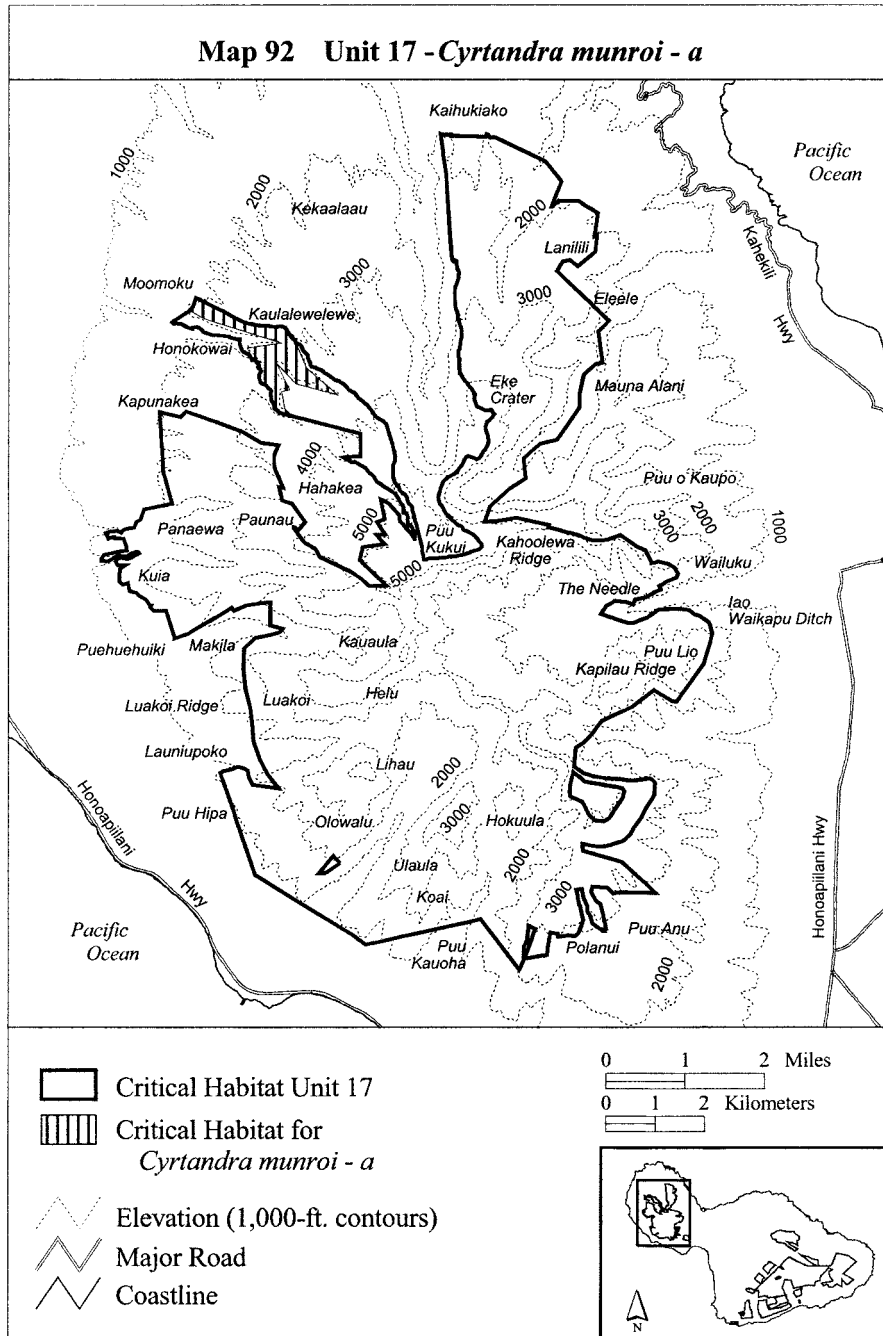 Map 92 Unit 17 - Cyrtandra munroi - a
Kaihukiako
Pacific
Ocean
1000
2000
Kekaalaau
2000
Lanilili
Kahekili
Hwy
3000
Moomoku
Kaulalewelewe
3000
Eleele
Honokowai
Eke
Crater
Mauna Alani
Kapunakea
4000
Hahakea
Puu o Kaupo
Panaewa
Paunau
5000
Puu
Kukui
Kahoolewa
Ridge
3000
2000
1000
Wailuku
Kuia
5000
The Needle
Iao
Waikapu Ditch
Puehuehuiki
Makila
Kauaula
Puu Lio
Kapilau Ridge
Luakoi Ridge
Luakoi
Helu
Launiupoko
Lihau
2000
Honoapiilani
Hwy
Puu Hipa
Olowalu
3000
Hokuula
Honoapiilani Hwy
Ulaula
2000
Koai
3000
Pacific
Ocean
Puu
Kauoha
Polanui
Puu Anu
2000
Critical Habitat Unit 17
Critical Habitat for
Cyrtandra munroi - a
Elevation (1,000-ft. contours)
Major Road
Coastline
0 1 2 Miles
0 1 2 Kilometers
N